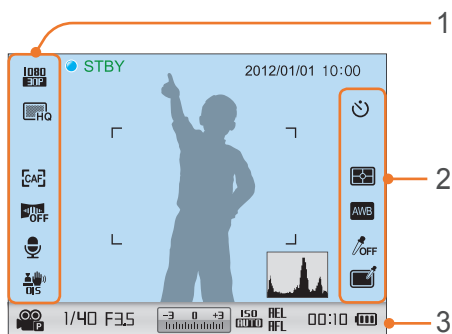 1
STBY
2012/01/01 10:00
1080
30P
HQ
CAF
OFF
OIS
2
AWB
OFF
P
1/40 F3.5
-3 0 +3
ISO
AUTO
AEL
AFL
00:10
3